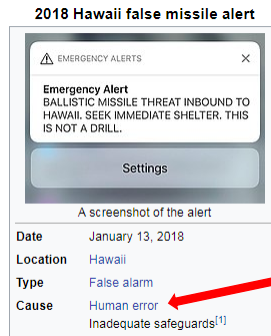 2018 Hawaii false missile alert
EMERGENCY ALERTS
Emergency Alert
BALLISTIC MISSILE THREAT INBOUND TO
HAWAII. SEEK IMMEDIATE SHELTER. THIS
IS NOT A DRILL.
Settings
A screenshot of the alert
Date January 13, 2018
Location Hawaii
Type False alarm
Cause Human error
Inadequate safeguards[1]